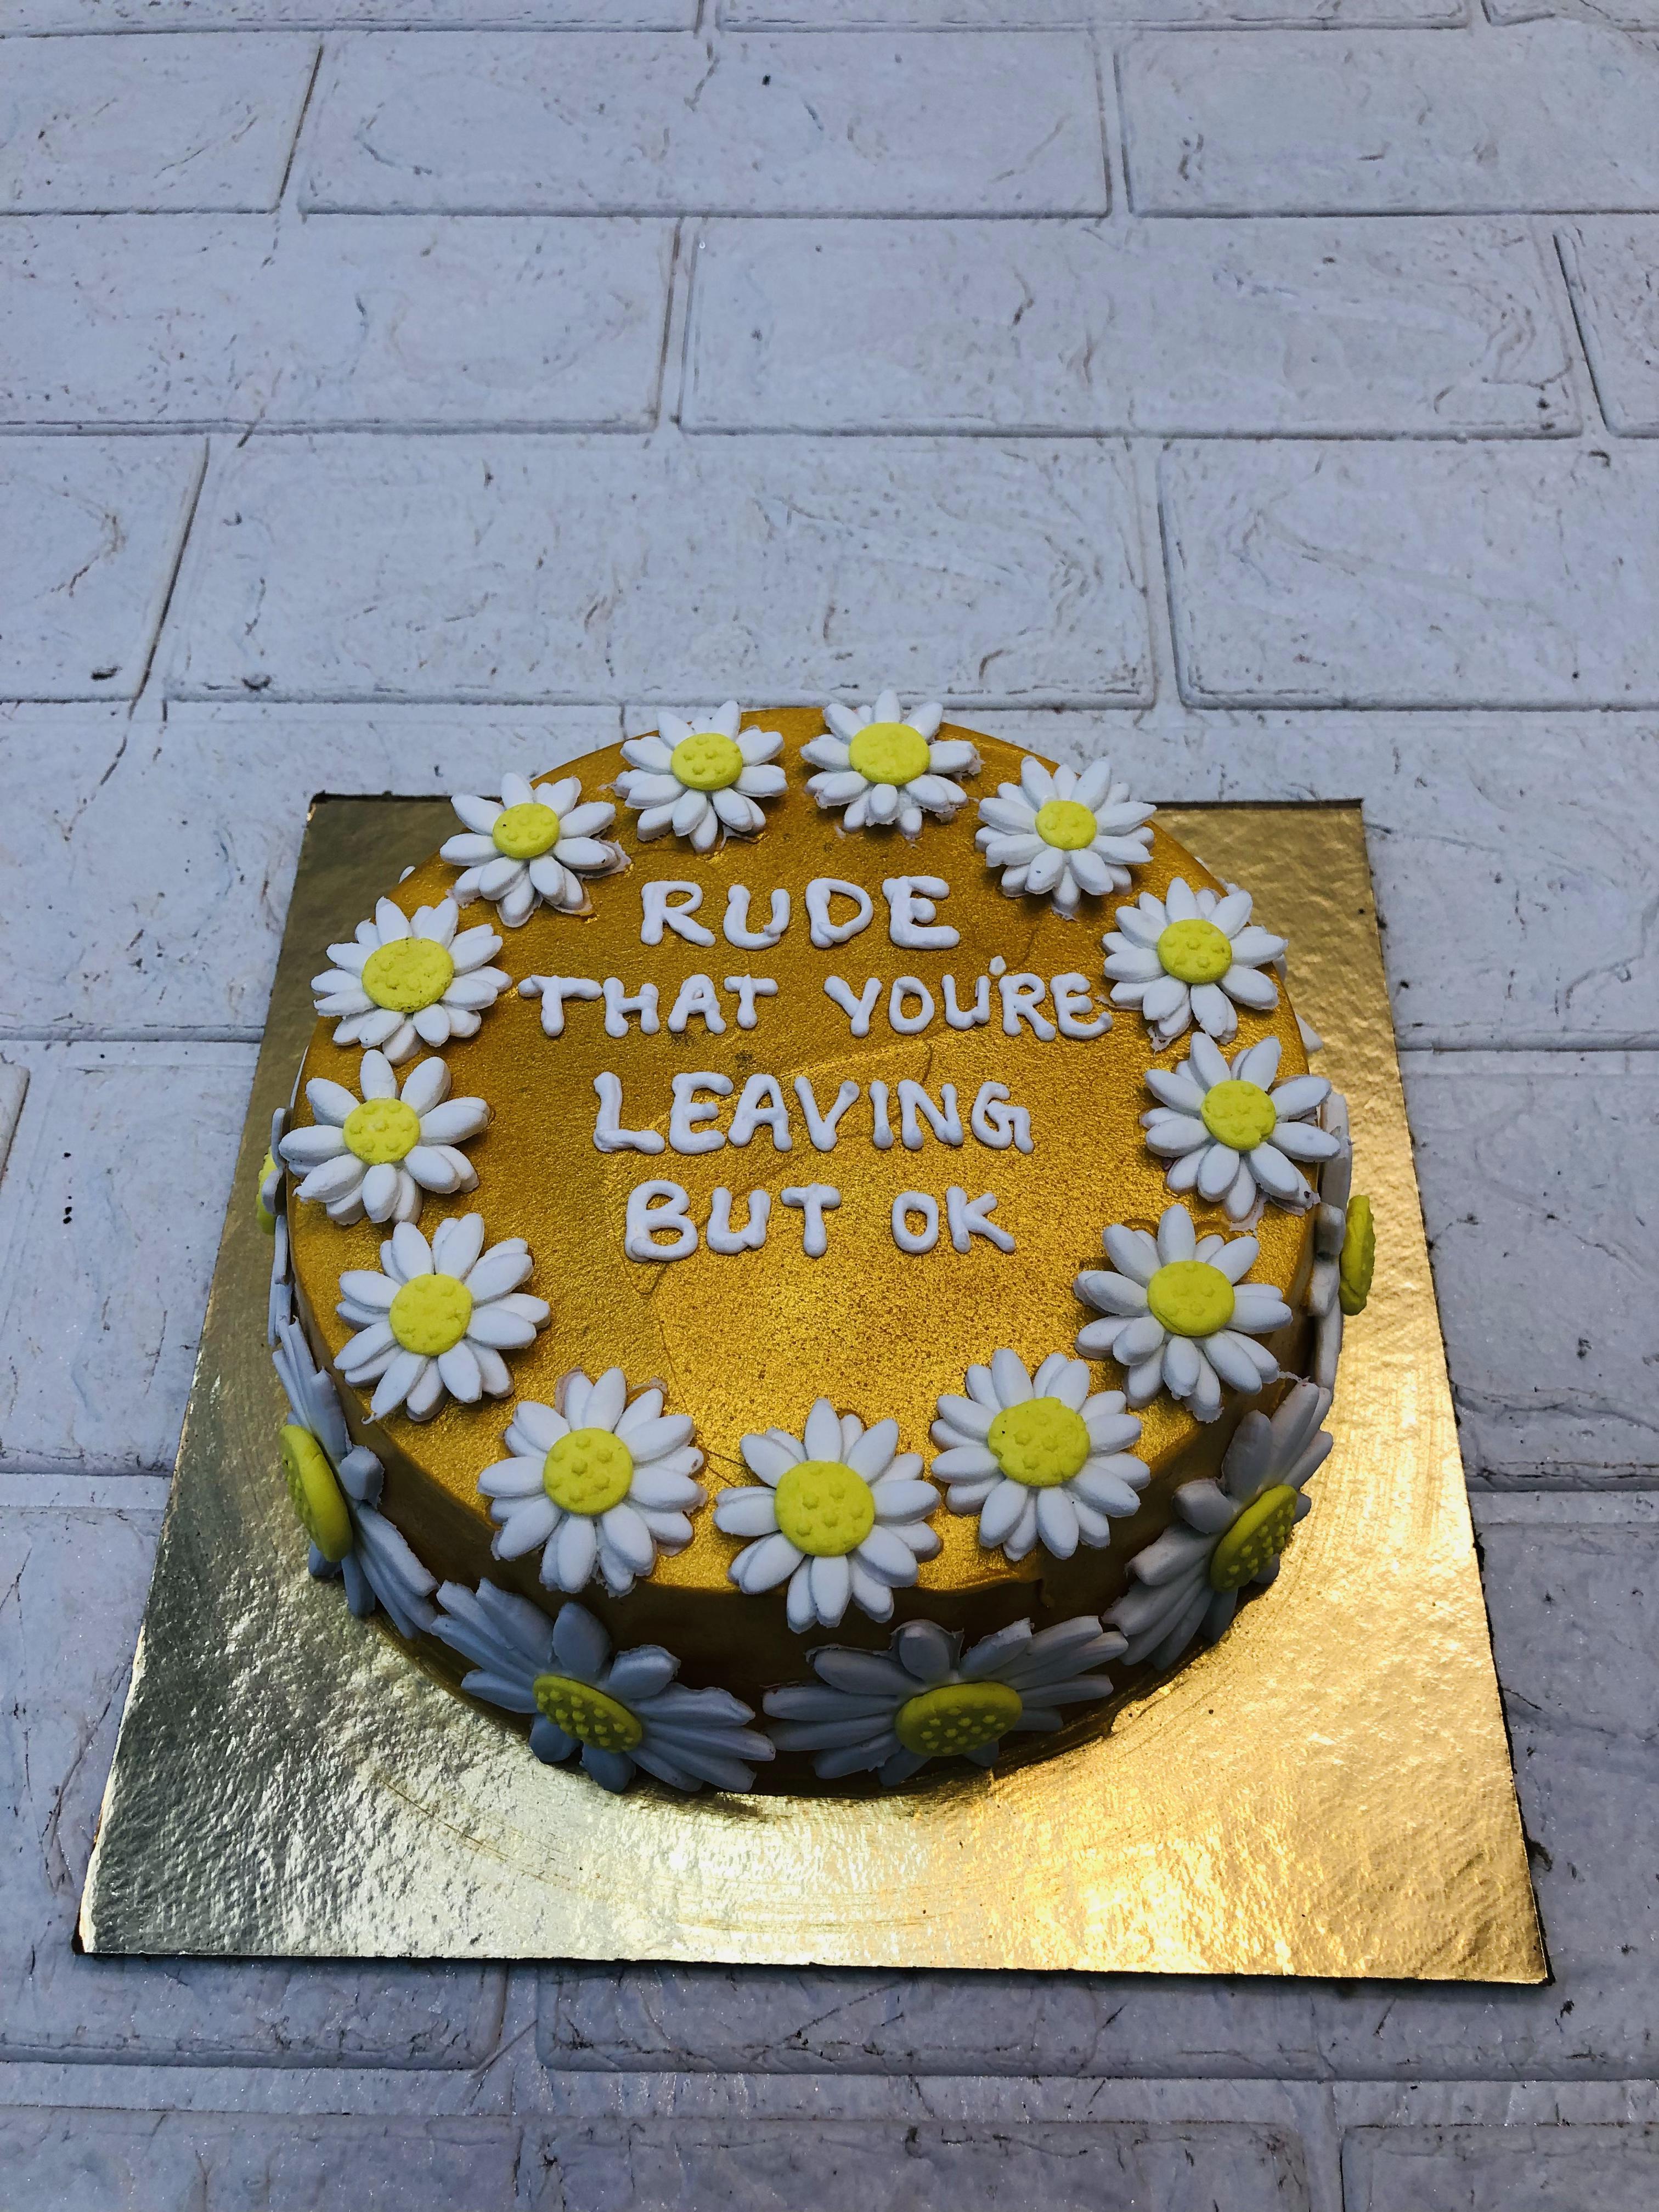 RUDE
THAT YOU'RE
LEAVING
BUT OK